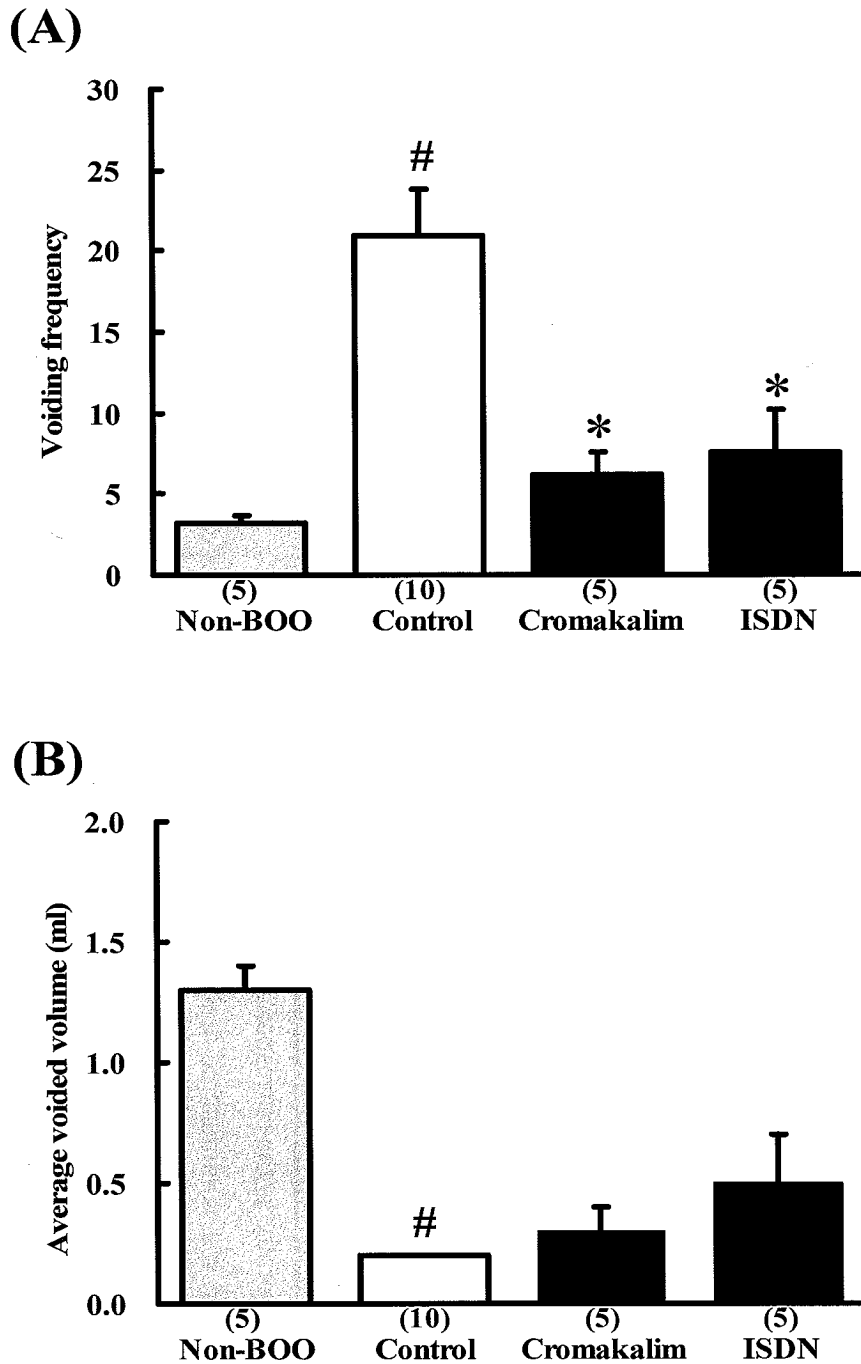 (A)
30
25
20
15
10
5
0
Voiding frequency
#
*
*
(5) (10) (5) (5)
Non-BOO Control Cromakalim ISDN
(B)
2.0
1.5
1.0
0.5
0.0
Average voided volume (ml)
#
(5) (10) (5) (5)
Non-BOO Control Cromakalim ISDN